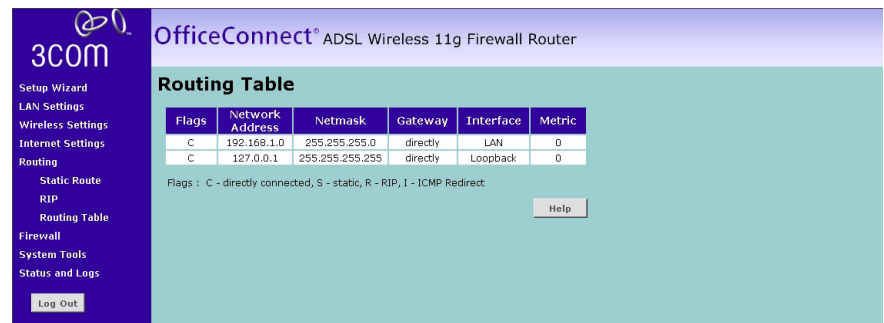 3COM
OfficeConnect® ADSL Wireless 11g Firewall Router
Setup Wizard
LAN Settings
Wireless Settings
Internet Settings
Routing
Static Route
RIP
Routing Table
Firewall
System Tools
Status and Logs
Log Out
Routing Table
Flags Network Address Netmask Gateway Interface Metric
C 192.168.1.0 255.255.255.0 directly LAN 0
C 127.0.0.1 255.255.255.255 directly Loopback 0
Flags : C - directly connected, S - static, R - RIP, I - ICMP Redirect
Help